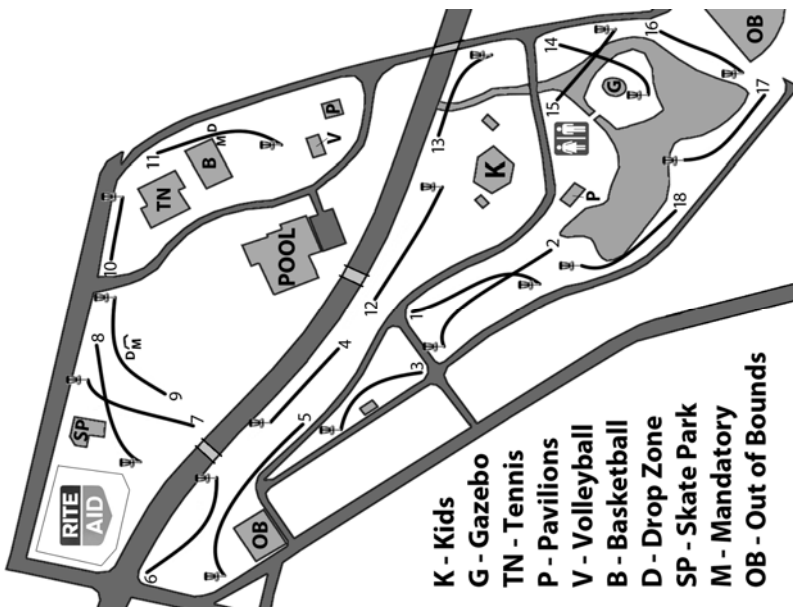 16
OB
14
15
17
G
13
11
D
M
P
V
B
TN
K
P
18
10
POOL
2
12
1
8
D
M
9
4
3
7
5
SP
RITE
AID
OB
6
K - Kids
G - Gazebo
TN - Tennis
P - Pavilions
V - Volleyball
B - Basketball
D - Drop Zone
SP - Skate Park
M - Mandatory
OB - Out of Bounds